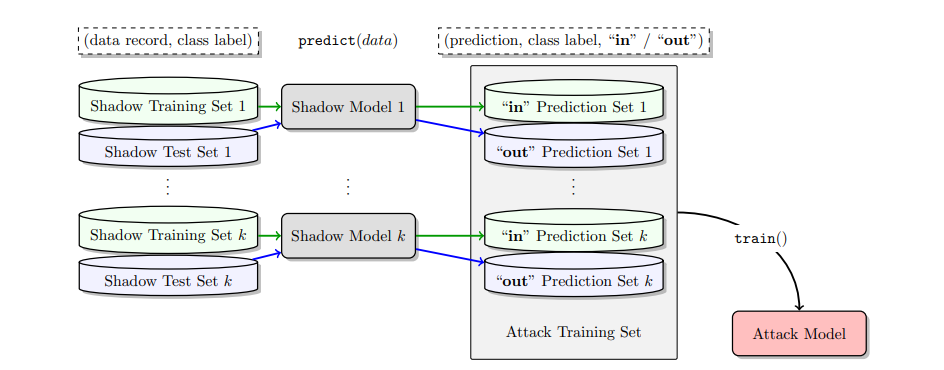 (data record, class label)
predict(data)
(prediction, class label, “in” / “out”)
Shadow Training Set 1
Shadow Model 1
“in” Prediction Set 1
Shadow Test Set 1
“out” Prediction Set 1
⋮
⋮
⋮
Shadow Training Set k
Shadow Model k
“in” Prediction Set k
Shadow Test Set k
“out” Prediction Set k
train()
Attack Training Set
Attack Model